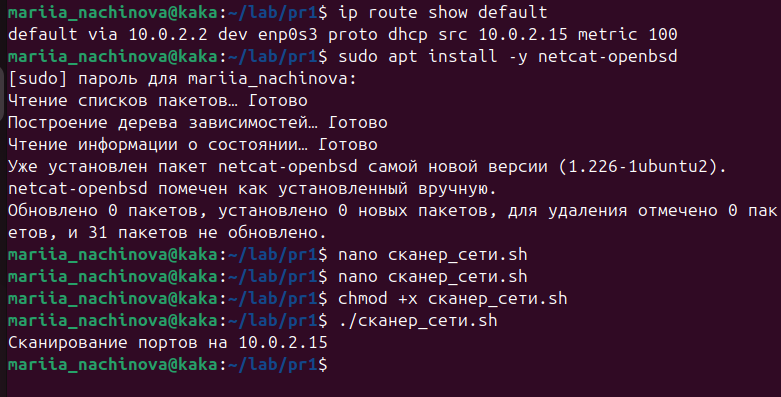 mariia_nachinova@kaka:~/lab/pr1$ ip route show default
default via 10.0.2.2 dev enp0s3 proto dhcp src 10.0.2.15 metric 100
mariia_nachinova@kaka:~/lab/pr1$ sudo apt install -y netcat-openbsd
[sudo] пароль для mariia_nachinova:
Чтение списков пакетов… Готово
Построение дерева зависимостей… Готово
Чтение информации о состоянии… Готово
Уже установлен пакет netcat-openbsd самой новой версии (1.226-1ubuntu2).
netcat-openbsd помечен как установленный вручную.
Обновлено 0 пакетов, установлено 0 новых пакетов, для удаления отмечено 0 пак
етов, и 31 пакетов не обновлено.
mariia_nachinova@kaka:~/lab/pr1$ nano сканер_сети.sh
mariia_nachinova@kaka:~/lab/pr1$ nano сканер_сети.sh
mariia_nachinova@kaka:~/lab/pr1$ chmod +x сканер_сети.sh
mariia_nachinova@kaka:~/lab/pr1$ ./сканер_сети.sh
Сканирование портов на 10.0.2.15
mariia_nachinova@kaka:~/lab/pr1$